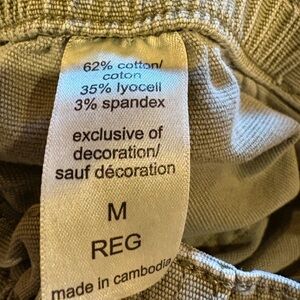 62% cotton/
coton
35% lyocell
3% spandex
exclusive of
decoration/
sauf décoration
M
REG
made in cambodia